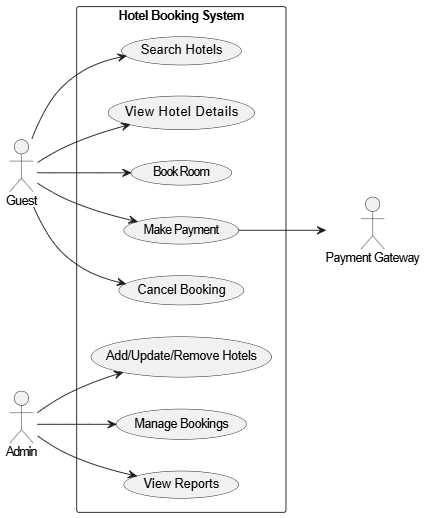 Hotel Booking System
Search Hotels
View Hotel Details
Book Room
Guest
Make Payment
Payment Gateway
Cancel Booking
Add/Update/Remove Hotels
Manage Bookings
Admin
View Reports